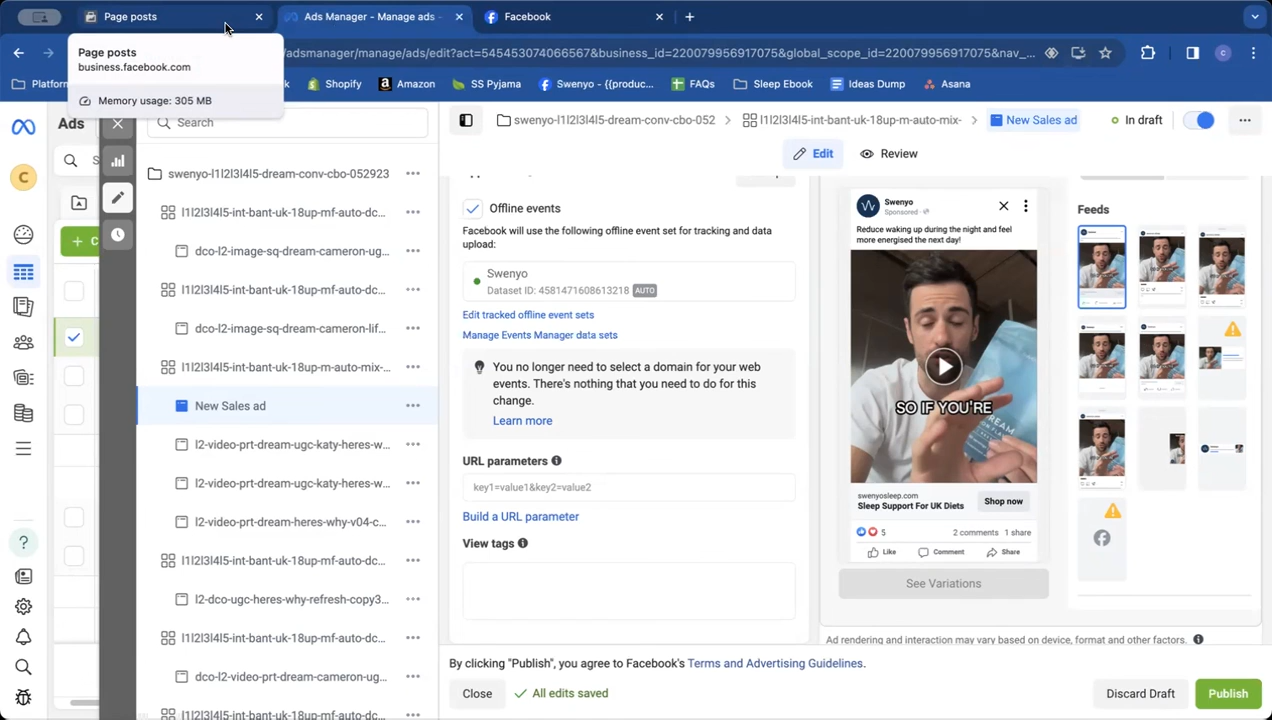 Page posts
Ads Manager - Manage ads -
Facebook
Page posts
business.facebook.com
Memory usage: 305 MB
/adsmanager/manage/ads/edit?act=545453074066567&business_id=220079956917075&global_scope_id=220079956917075&nav_...
Platforr
k
Shopify
Amazon
SS Pyjama
Swenyo - {{produc...
FAQs
Sleep Ebook
Ideas Dump
Asana
Ads
Search
swenyo-l1l2l3l4l5-dream-conv-cbo-052
l1l2l3l4l5-int-bant-uk-18up-m-auto-mix-
New Sales ad
In draft
Edit
Review
C
swenyo-l1l2l3l4l5-dream-conv-cbo-052923
l1l2l3l4l5-int-bant-uk-18up-mf-auto-dc...
dco-l2-image-sq-dream-cameron-ug...
l1l2l3l4l5-int-bant-uk-18up-mf-auto-dc...
dco-l2-image-sq-dream-cameron-lif...
l1l2l3l4l5-int-bant-uk-18up-m-auto-mix-...
New Sales ad
l2-video-prt-dream-ugc-katy-heres-w...
l2-video-prt-dream-ugc-katy-heres-w...
l2-video-prt-dream-heres-why-v04-c...
l1l2l3l4l5-int-bant-uk-18up-mf-auto-dc...
l2-dco-ugc-heres-why-refresh-copy3...
l1l2l3l4l5-int-bant-uk-18up-mf-auto-dc...
dco-l2-video-prt-dream-cameron-ug...
l1l2l3l4l5-int-bant-uk-18up-mf-auto-dc...
Offline events
Facebook will use the following offline event set for tracking and data
upload:
Swenyo
Dataset ID: 4581471608613218 AUTO
Edit tracked offline event sets
Manage Events Manager data sets
You no longer need to select a domain for your web
events. There's nothing that you need to do for this
change.
Learn more
URL parameters
key1=value1&key2=value2
Build a URL parameter
View tags
Swenyo
Sponsored
Reduce waking up during the night and feel
more energised the next day!
SO IF YOU'RE
swenyosleep.com
Sleep Support For UK Diets
Shop now
5
2 comments 1 share
Like
Comment
Share
See Variations
Feeds
Ad rendering and interaction may vary based on device, format and other factors.
By clicking "Publish", you agree to Facebook's Terms and Advertising Guidelines.
Close
All edits saved
Discard Draft
Publish